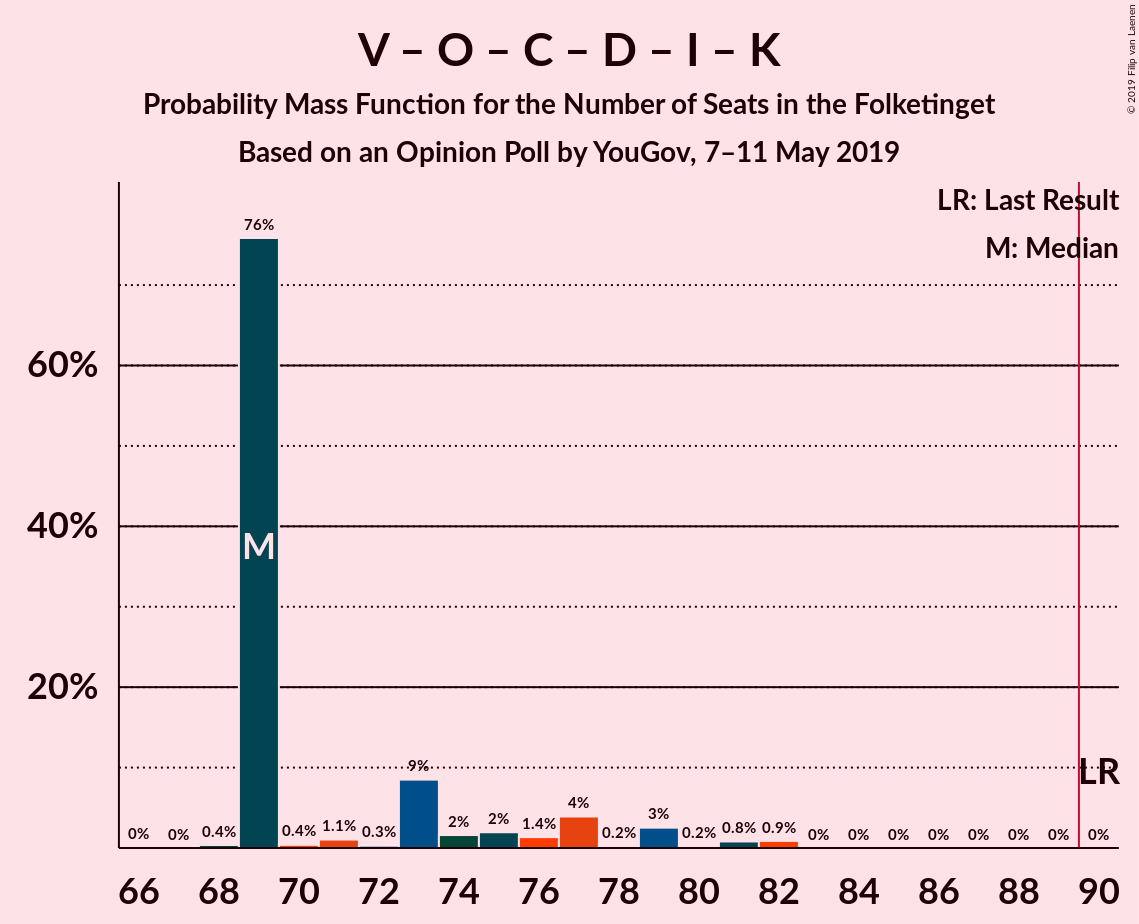 V – O – C – D – I – K
Probability Mass Function for the Number of Seats in the Folketinget
Based on an Opinion Poll by YouGov, 7–11 May 2019
© 2019 Filip van Laenen
LR: Last Result
M: Median
60%
40%
20%
0% 0% 0.4% 76% 0.4% 1.1% 0.3% 9% 2% 2% 1.4% 4% 0.2% 3% 0.2% 0.8% 0.9% 0% 0% 0% 0% 0% 0% 0% 0%
M
LR
66 68 70 72 74 76 78 80 82 84 86 88 90